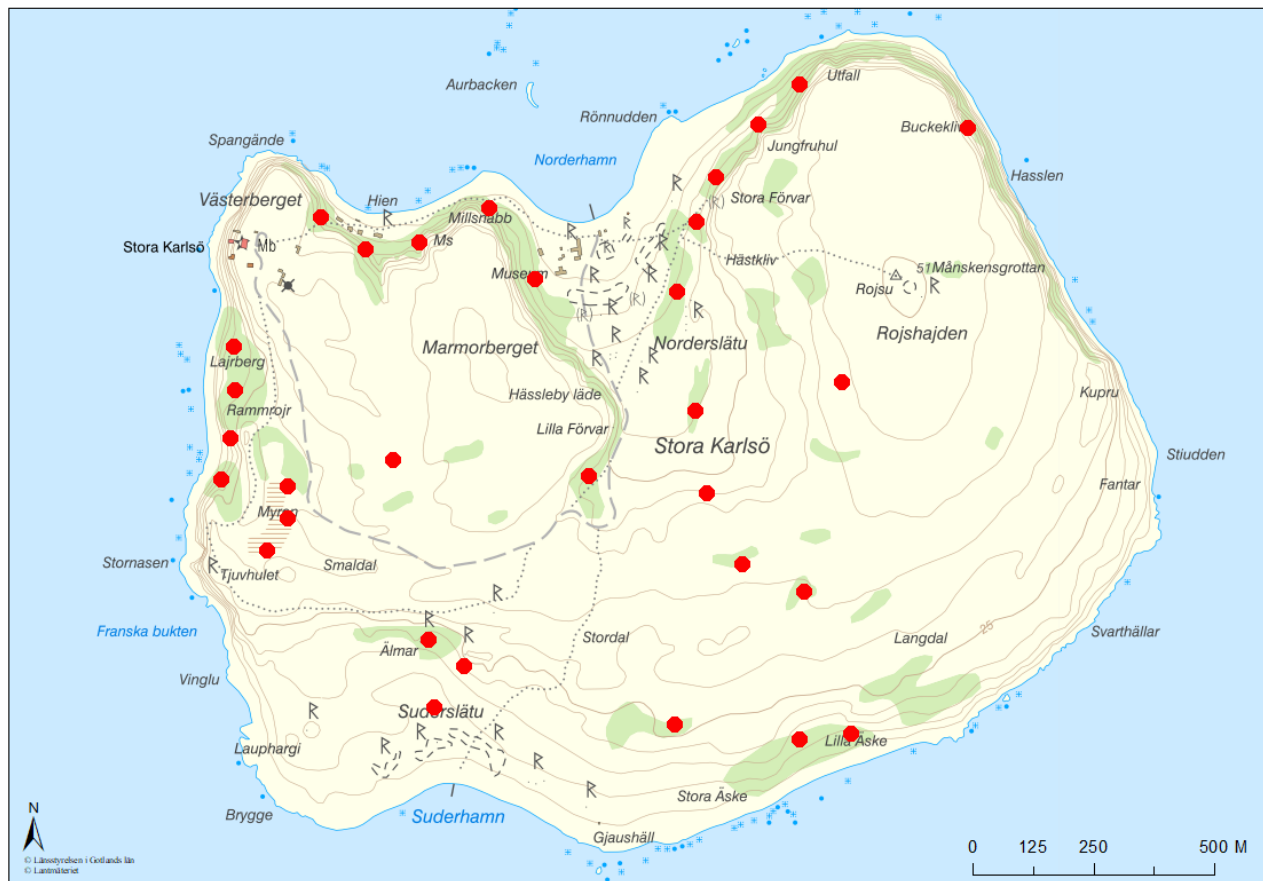 Utfall
Aurbacken
Rönnudden
Buckekliv
Spangände
Jungfruhul
Norderhamn
Hasslen
Västerberget
Hien
Stora Förvar
(R)
Millsnabb
Stora Karlsö
Mb
Ms
Hästkliv
Museum
51
Månskensgrottan
Rojsu
(R)
(R)
Rojshajden
Norderslätu
Marmorberget
Lajrberg
Hässleby läde
Kupru
Rammrojr
Lilla Förvar
Stora Karlsö
Stiudden
Fantar
Myren
Stornasen
Smaldal
Tjuvhulet
Franska bukten
25
Svarthällar
Stordal
Langdal
Älmar
Vinglu
Suderslätu
Lauphargi
Lilla Äske
Stora Äske
Brygge
Suderhamn
Gjaushäll
N
0 125 250 500 M
© Länsstyrelsen i Gotlands län
© Lantmäteriet